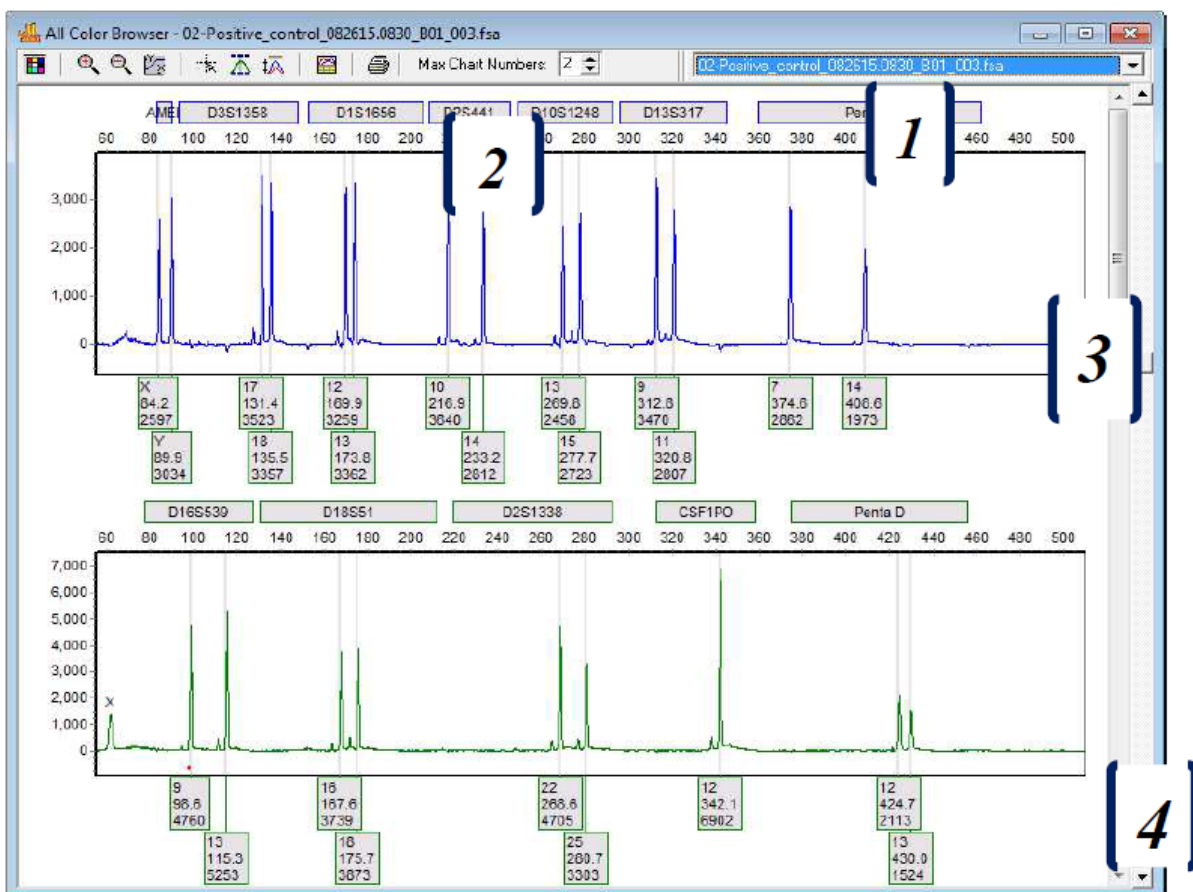 All Color Browser - 02-Positive_control_082615.0830_B01_003.fsa
Max Chart Numbers: 2
02-Positive_control_082615.0830_B01_003.fsa
AMEL D3S1358 D1S1656 D2S441 D10S1248 D13S317 Pen
60 80 100 120 140 160 180 200 260 280 300 320 340 360 380 400 460 480 500
1
2
3,000
2,000
1,000
0
3
X 17 12 10 13 9 7 14
84.2 131.4 169.9 216.9 269.8 312.8 374.6 408.6
2597 3523 3259 3640 2456 3470 2862 1973
Y 18 13 14 15 11
89.9 135.5 173.8 233.2 277.7 320.8
3034 3357 3362 2812 2723 2807
D16S539 D18S51 D2S1338 CSF1PO Penta D
60 80 100 120 140 160 180 200 220 240 260 280 300 320 340 360 380 400 420 440 460 480 500
7,000
6,000
5,000
4,000
3,000
2,000
1,000
0
X
9 16 22 12 12
98.6 167.6 268.6 342.1 424.7
4760 3739 4705 6902 2113
13 18 25 13
115.3 175.7 280.7 430.0
5253 3873 3303 1524
4